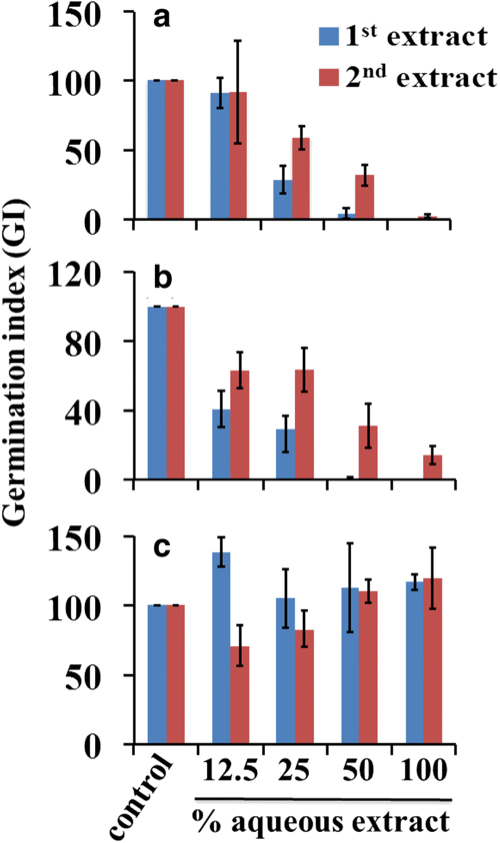 Germination index (GI)
a
1st extract
2nd extract
150
100
50
0
b
120
80
40
0
c
150
100
50
0
control
12.5 25 50 100
% aqueous extract